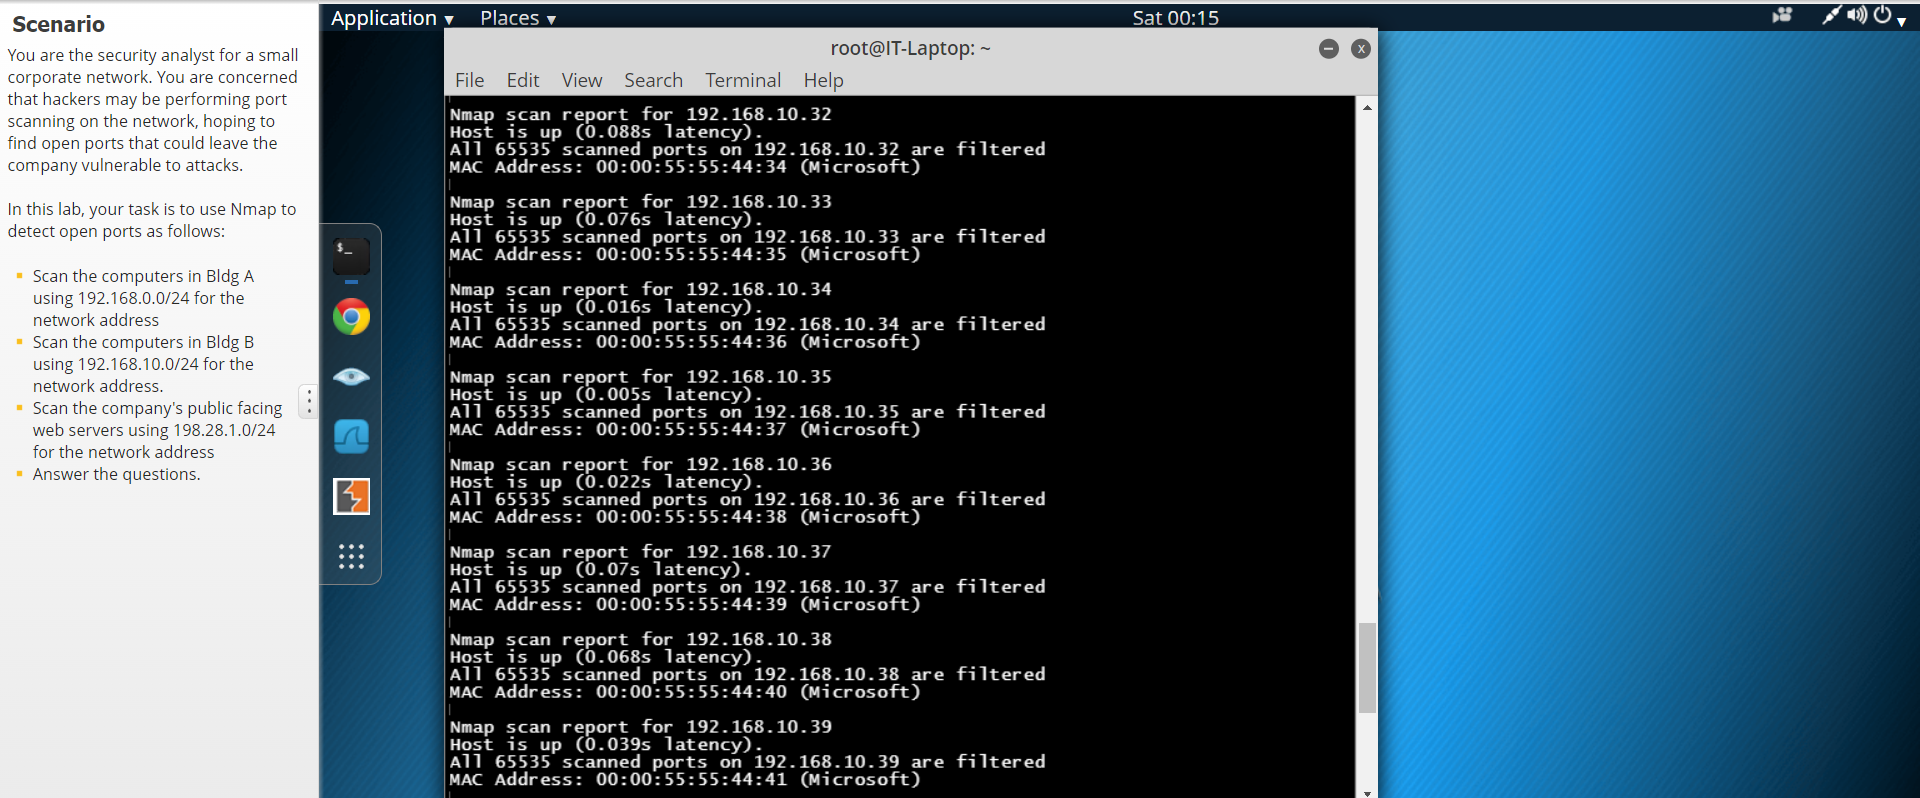 Scenario
You are the security analyst for a small
corporate network. You are concerned
that hackers may be performing port
scanning on the network, hoping to
find open ports that could leave the
company vulnerable to attacks.
In this lab, your task is to use Nmap to
detect open ports as follows:
Scan the computers in Bldg A
using 192.168.0.0/24 for the
network address
Scan the computers in Bldg B
using 192.168.10.0/24 for the
network address.
Scan the company's public facing
web servers using 198.28.1.0/24
for the network address
Answer the questions.
Application Places Sat 00:15
root@IT-Laptop: ~
File Edit View Search Terminal Help
Nmap scan report for 192.168.10.32
Host is up (0.088s latency).
All 65535 scanned ports on 192.168.10.32 are filtered
MAC Address: 00:00:55:55:44:34 (Microsoft)
Nmap scan report for 192.168.10.33
Host is up (0.076s latency).
All 65535 scanned ports on 192.168.10.33 are filtered
MAC Address: 00:00:55:55:44:35 (Microsoft)
Nmap scan report for 192.168.10.34
Host is up (0.016s latency).
All 65535 scanned ports on 192.168.10.34 are filtered
MAC Address: 00:00:55:55:44:36 (Microsoft)
Nmap scan report for 192.168.10.35
Host is up (0.005s latency).
All 65535 scanned ports on 192.168.10.35 are filtered
MAC Address: 00:00:55:55:44:37 (Microsoft)
Nmap scan report for 192.168.10.36
Host is up (0.022s latency).
All 65535 scanned ports on 192.168.10.36 are filtered
MAC Address: 00:00:55:55:44:38 (Microsoft)
Nmap scan report for 192.168.10.37
Host is up (0.07s latency).
All 65535 scanned ports on 192.168.10.37 are filtered
MAC Address: 00:00:55:55:44:39 (Microsoft)
Nmap scan report for 192.168.10.38
Host is up (0.068s latency).
All 65535 scanned ports on 192.168.10.38 are filtered
MAC Address: 00:00:55:55:44:40 (Microsoft)
Nmap scan report for 192.168.10.39
Host is up (0.039s latency).
All 65535 scanned ports on 192.168.10.39 are filtered
MAC Address: 00:00:55:55:44:41 (Microsoft)